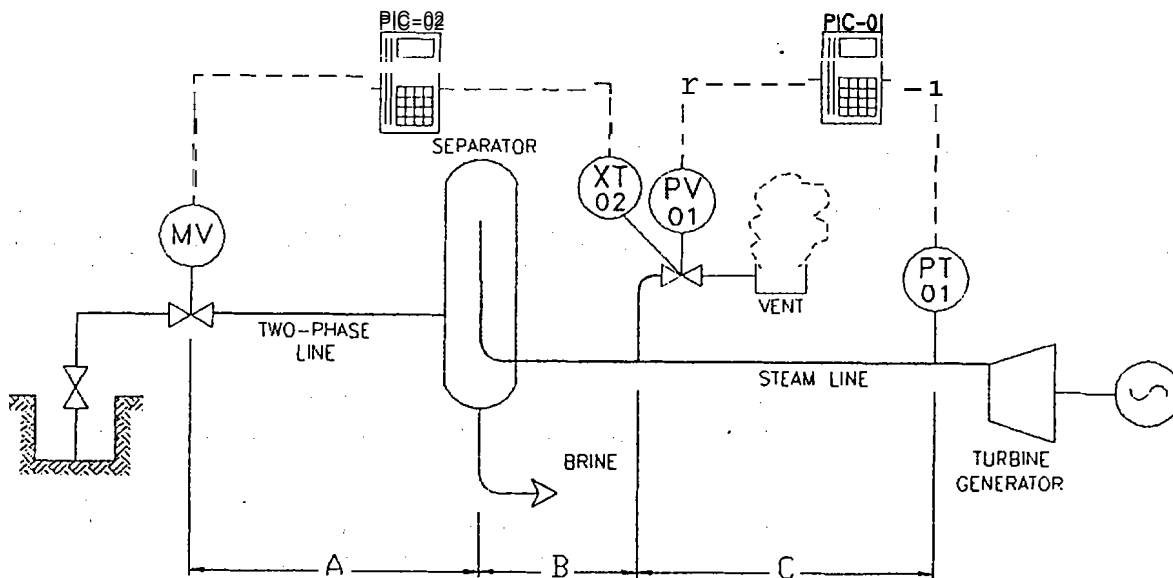 PIC=02
PIC-01
r
-1
SEPARATOR
XT
02
PV
01
MV
PT
01
VENT
TWO-PHASE
LINE
STEAM LINE
BRINE
TURBINE
GENERATOR
A
B
C